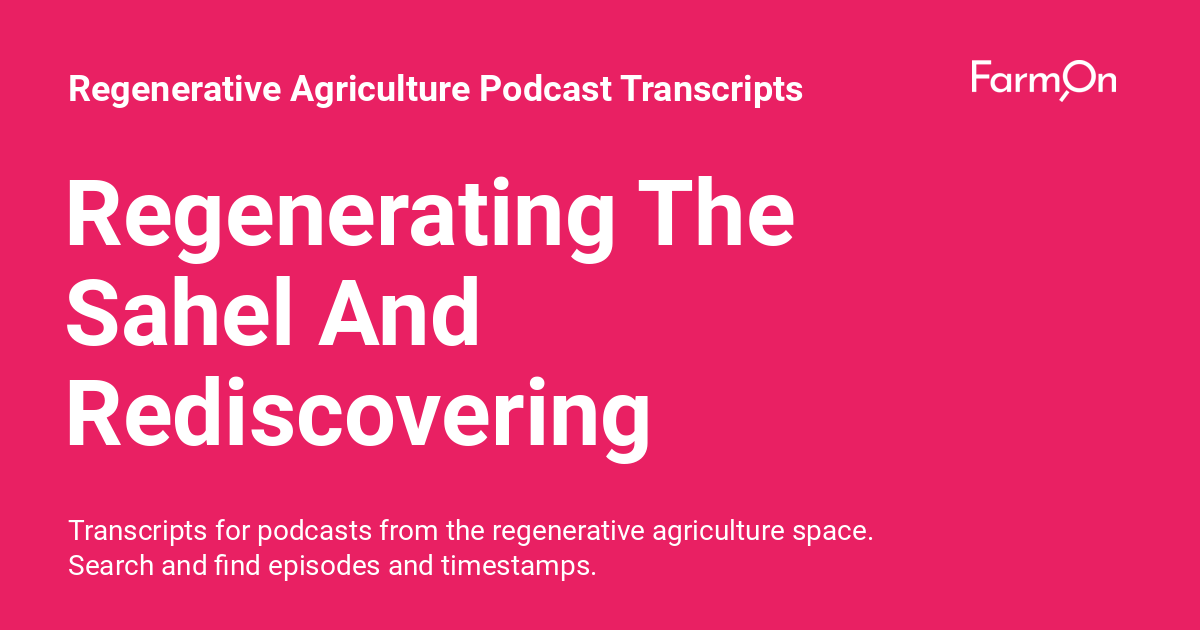 Regenerative Agriculture Podcast Transcripts
FarmOn
Regenerating The
Sahel And
Rediscovering
Transcripts for podcasts from the regenerative agriculture space.
Search and find episodes and timestamps.